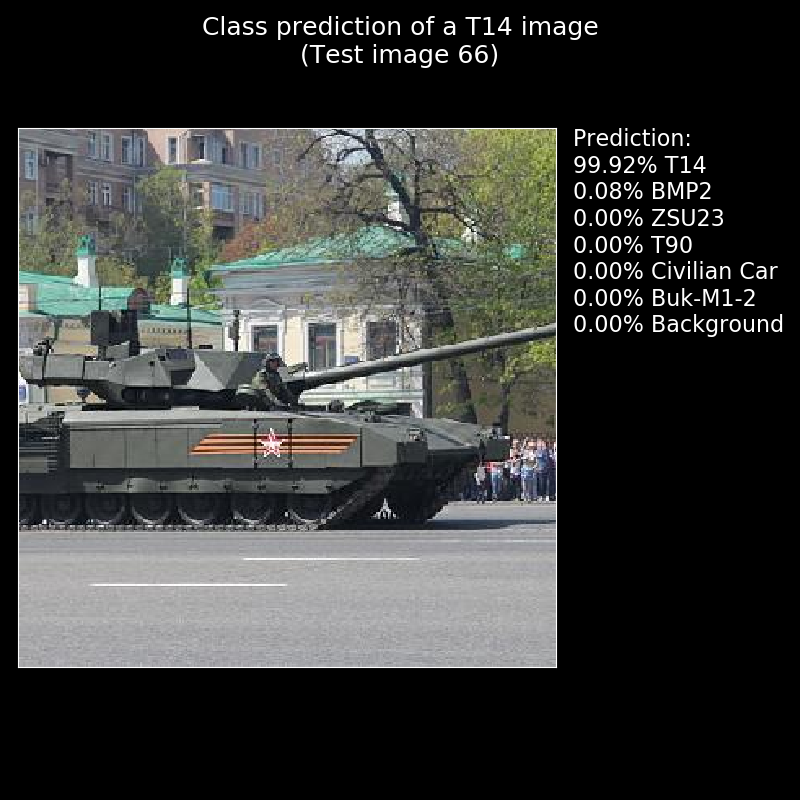 Class prediction of a T14 image
(Test image 66)
Prediction:
99.92% T14
0.08% BMP2
0.00% ZSU23
0.00% T90
0.00% Civilian Car
0.00% Buk-M1-2
0.00% Background